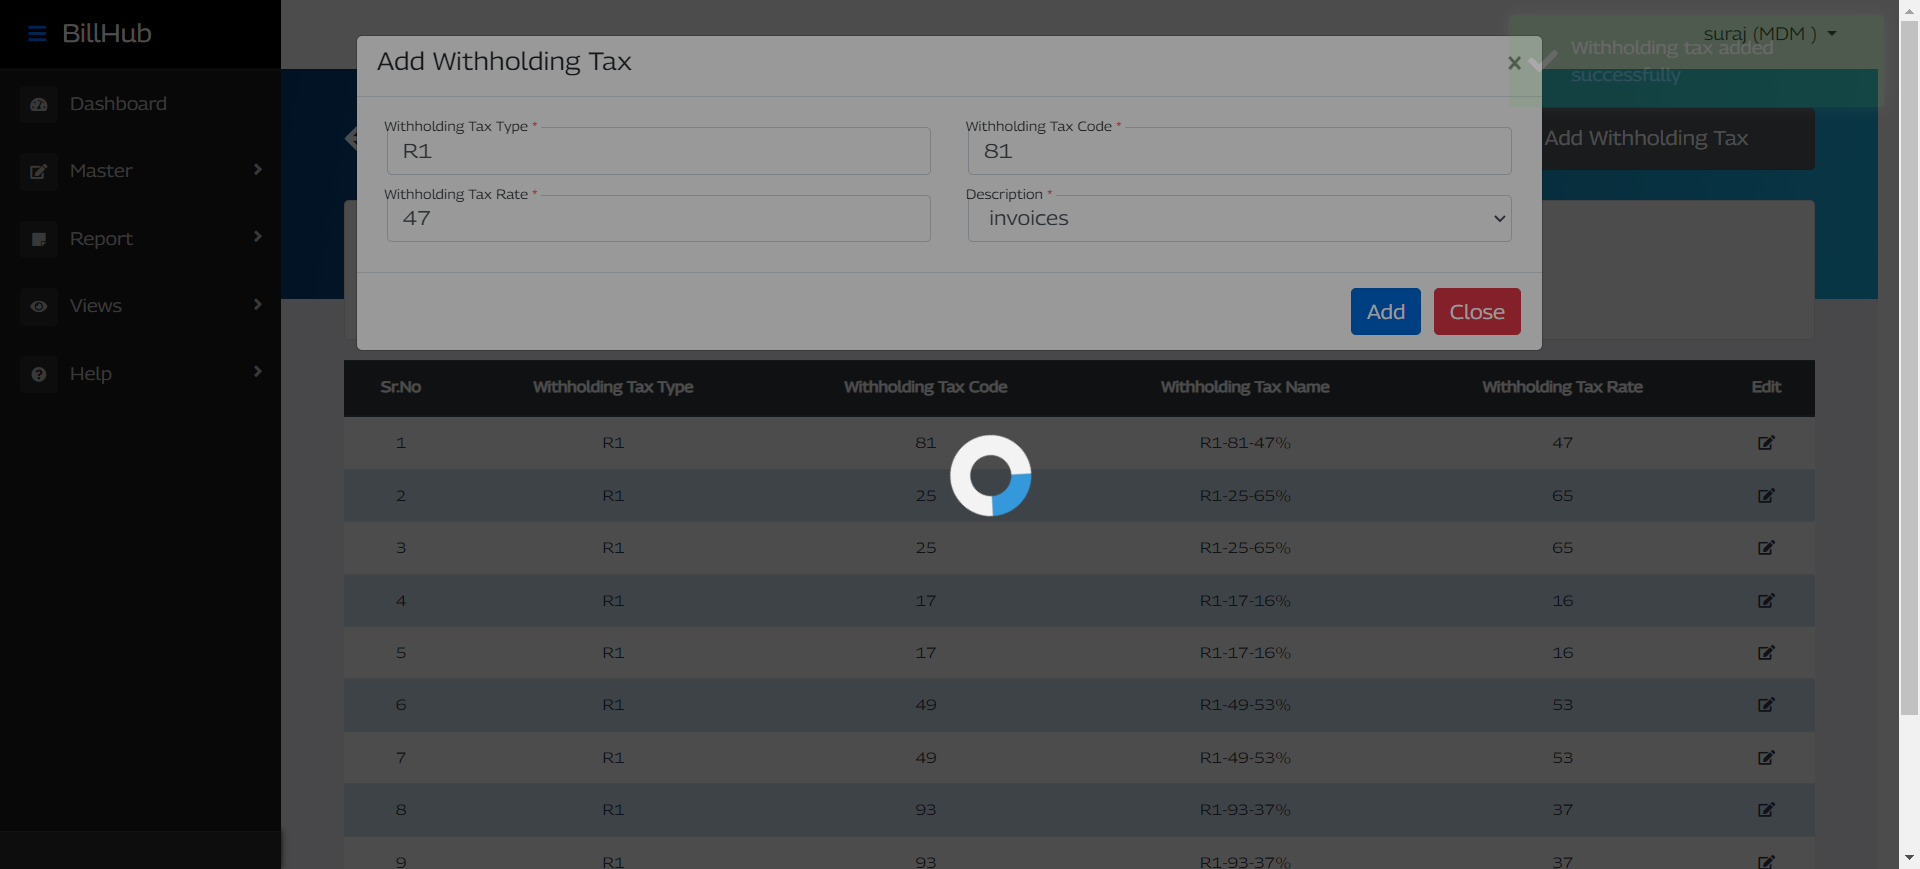 BillHub
suraj (MDM )
Withholding tax added
successfully
Dashboard
Master
Report
Views
Help
Add Withholding Tax
Add Withholding Tax
×
Withholding Tax Type *
R1
Withholding Tax Code *
81
Withholding Tax Rate *
47
Description *
invoices
Add
Close
Sr.No Withholding Tax Type Withholding Tax Code Withholding Tax Name Withholding Tax Rate Edit
1 R1 81 R1-81-47% 47
2 R1 25 R1-25-65% 65
3 R1 25 R1-25-65% 65
4 R1 17 R1-17-16% 16
5 R1 17 R1-17-16% 16
6 R1 49 R1-49-53% 53
7 R1 49 R1-49-53% 53
8 R1 93 R1-93-37% 37
9 R1 93 R1-93-37% 37